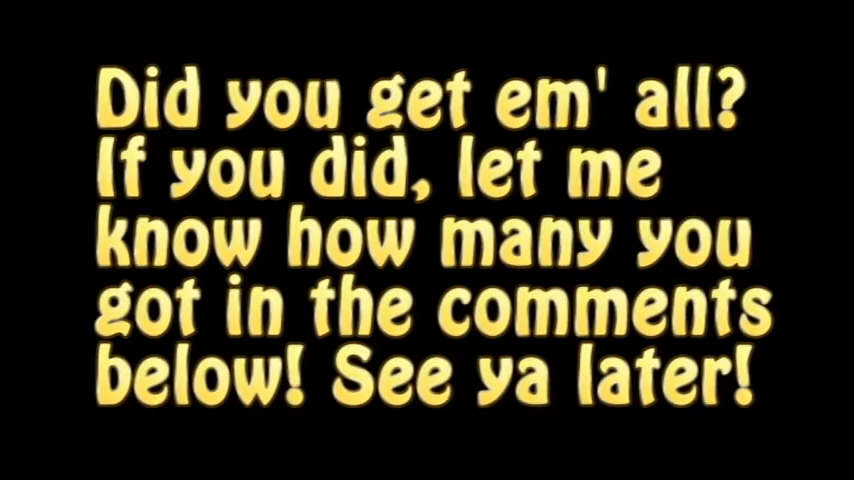 Did you get em' all?
If you did, let me
know how many you
got in the comments
below! See ya later!